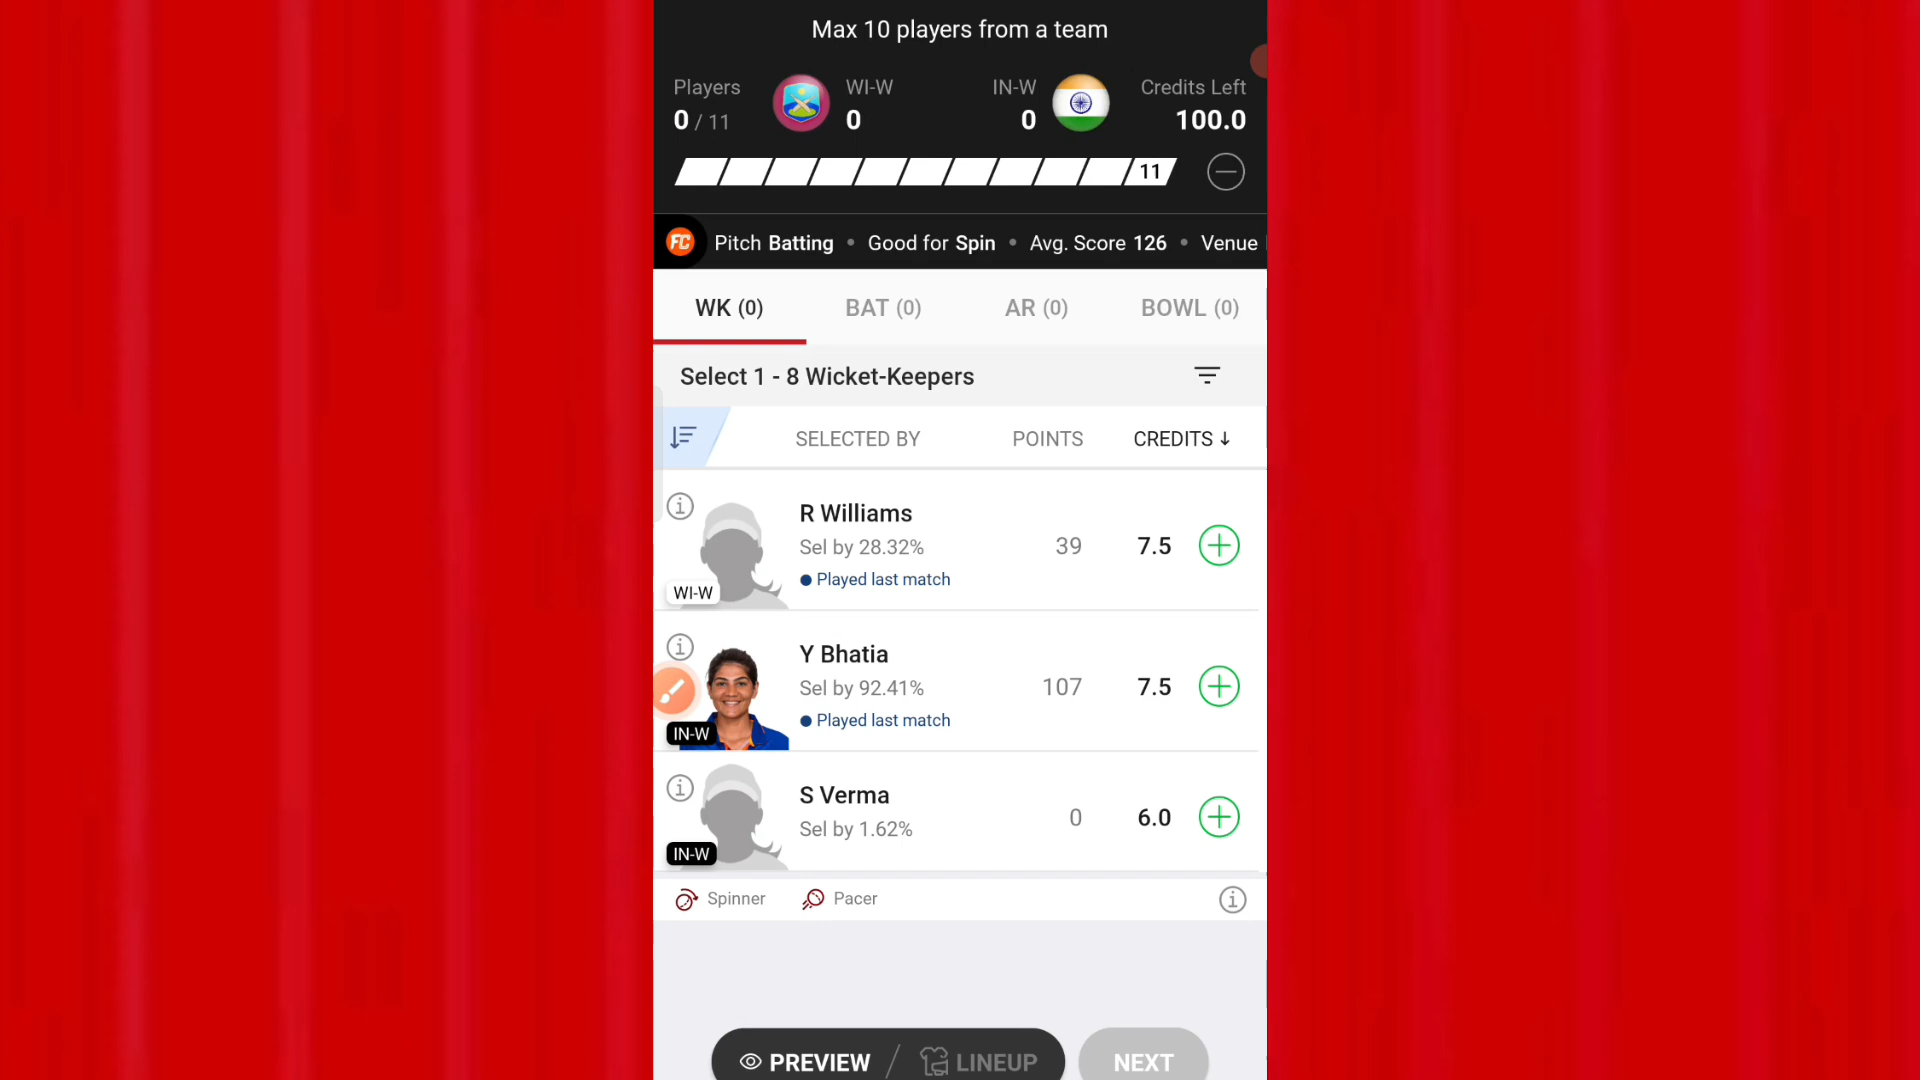 Max 10 players from a team
Players WI-W IN-W Credits Left
0 / 11 0 0 100.0
11
FC Pitch Batting • Good for Spin • Avg. Score 126 • Venue
WK (0) BAT (0) AR (0) BOWL (0)
Select 1 - 8 Wicket-Keepers
SELECTED BY POINTS CREDITS ↓
R Williams
Sel by 28.32% 39 7.5
Played last match
WI-W
Y Bhatia
Sel by 92.41% 107 7.5
Played last match
IN-W
S Verma
Sel by 1.62% 0 6.0
IN-W
Spinner Pacer
PREVIEW / LINEUP NEXT